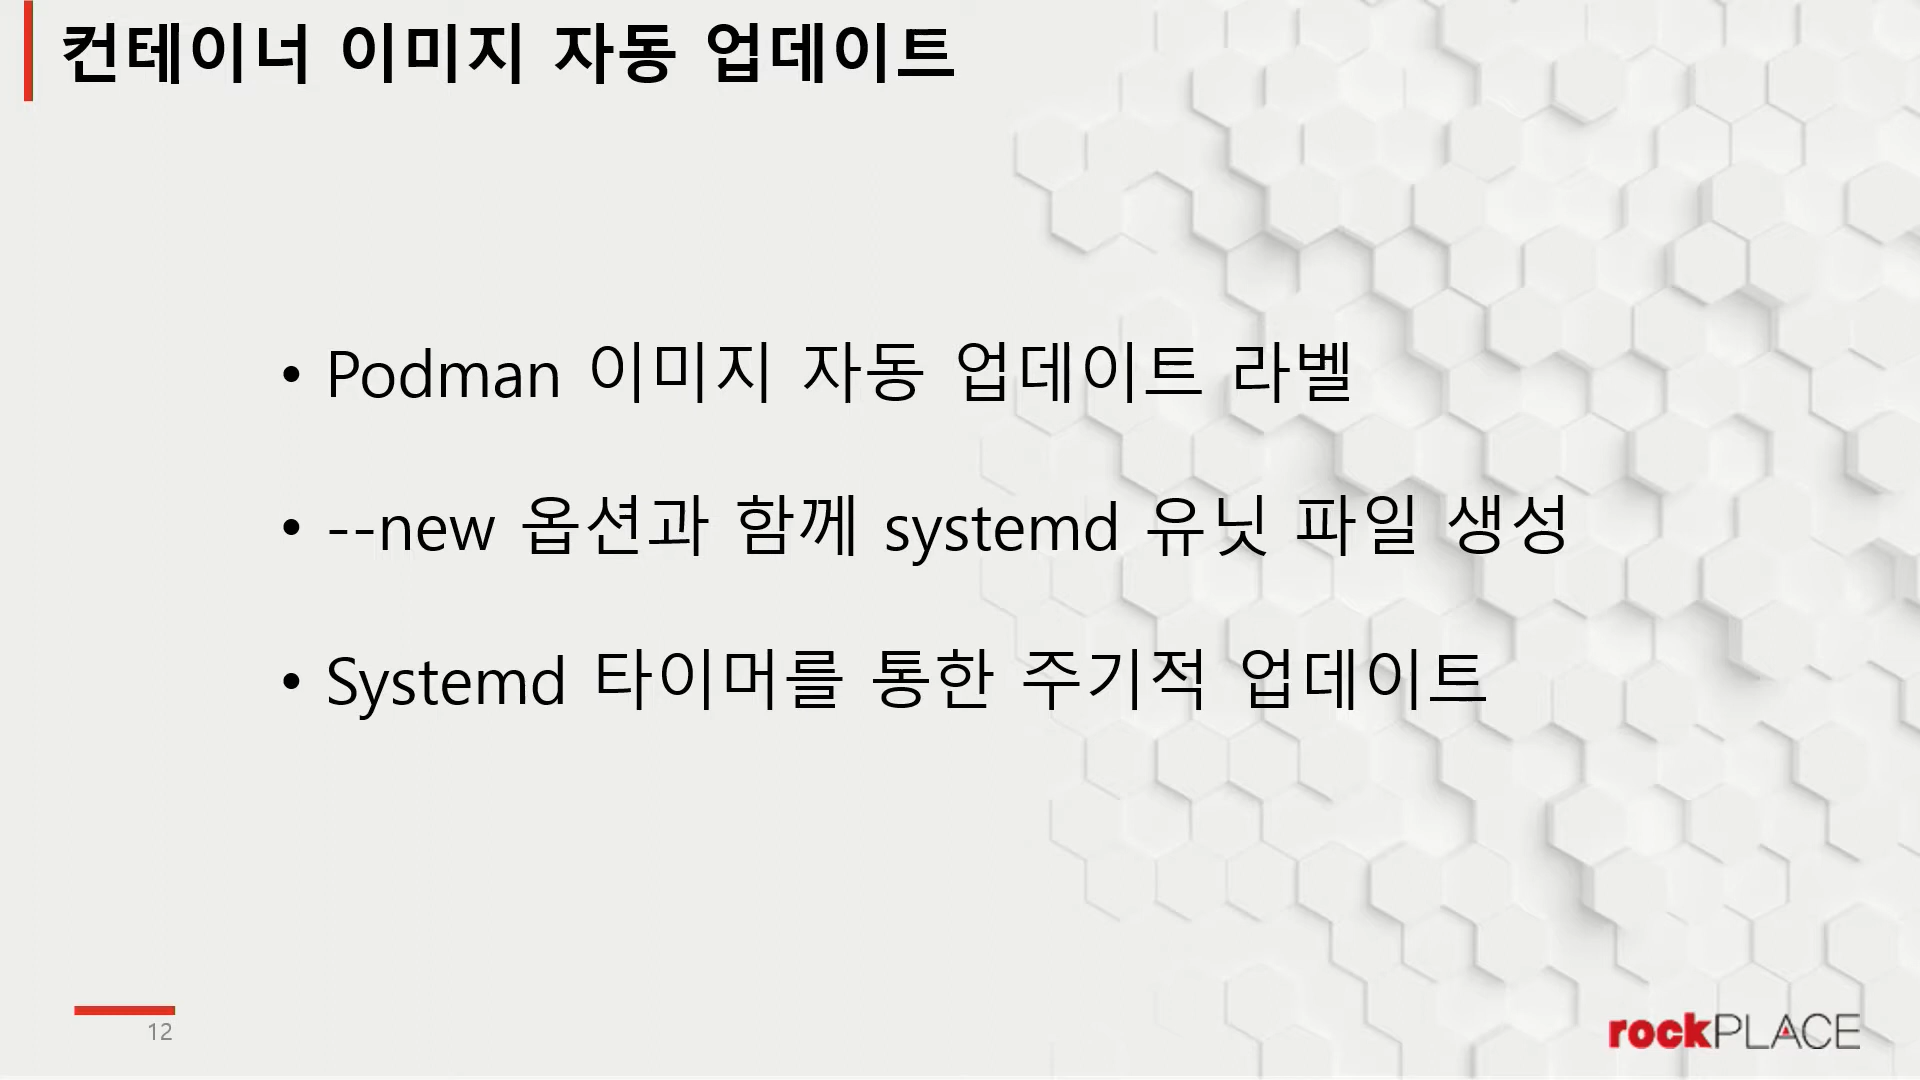 컨테이너 이미지 자동 업데이트
• Podman 이미지 자동 업데이트 라벨
• --new 옵션과 함께 systemd 유닛 파일 생성
• Systemd 타이머를 통한 주기적 업데이트
12
rockPLACE